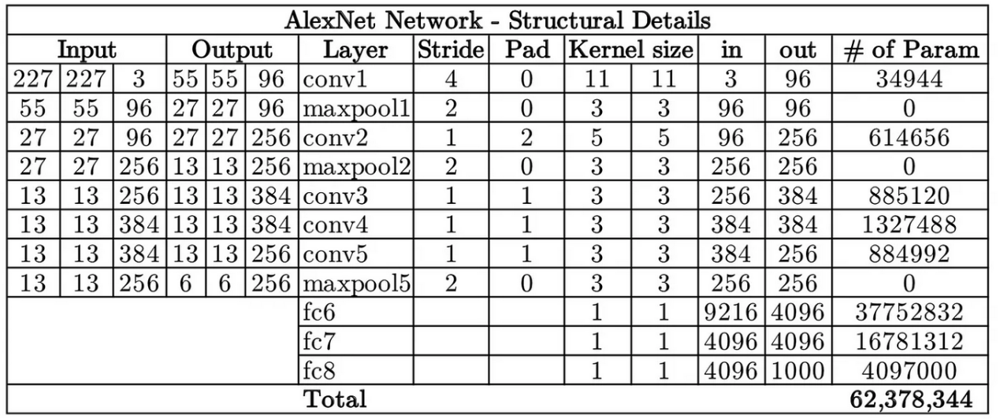 AlexNet Network - Structural Details
Input Output Layer Stride Pad Kernel size in out # of Param
227 227 3 55 55 96 conv1 4 0 11 11 3 96 34944
55 55 96 27 27 96 maxpool1 2 0 3 3 96 96 0
27 27 96 27 27 256 conv2 1 2 5 5 96 256 614656
27 27 256 13 13 256 maxpool2 2 0 3 3 256 256 0
13 13 256 13 13 384 conv3 1 1 3 3 256 384 885120
13 13 384 13 13 384 conv4 1 1 3 3 384 384 1327488
13 13 384 13 13 256 conv5 1 1 3 3 384 256 884992
13 13 256 6 6 256 maxpool5 2 0 3 3 256 256 0
fc6 1 1 9216 4096 37752832
fc7 1 1 4096 4096 16781312
fc8 1 1 4096 1000 4097000
Total 62,378,344